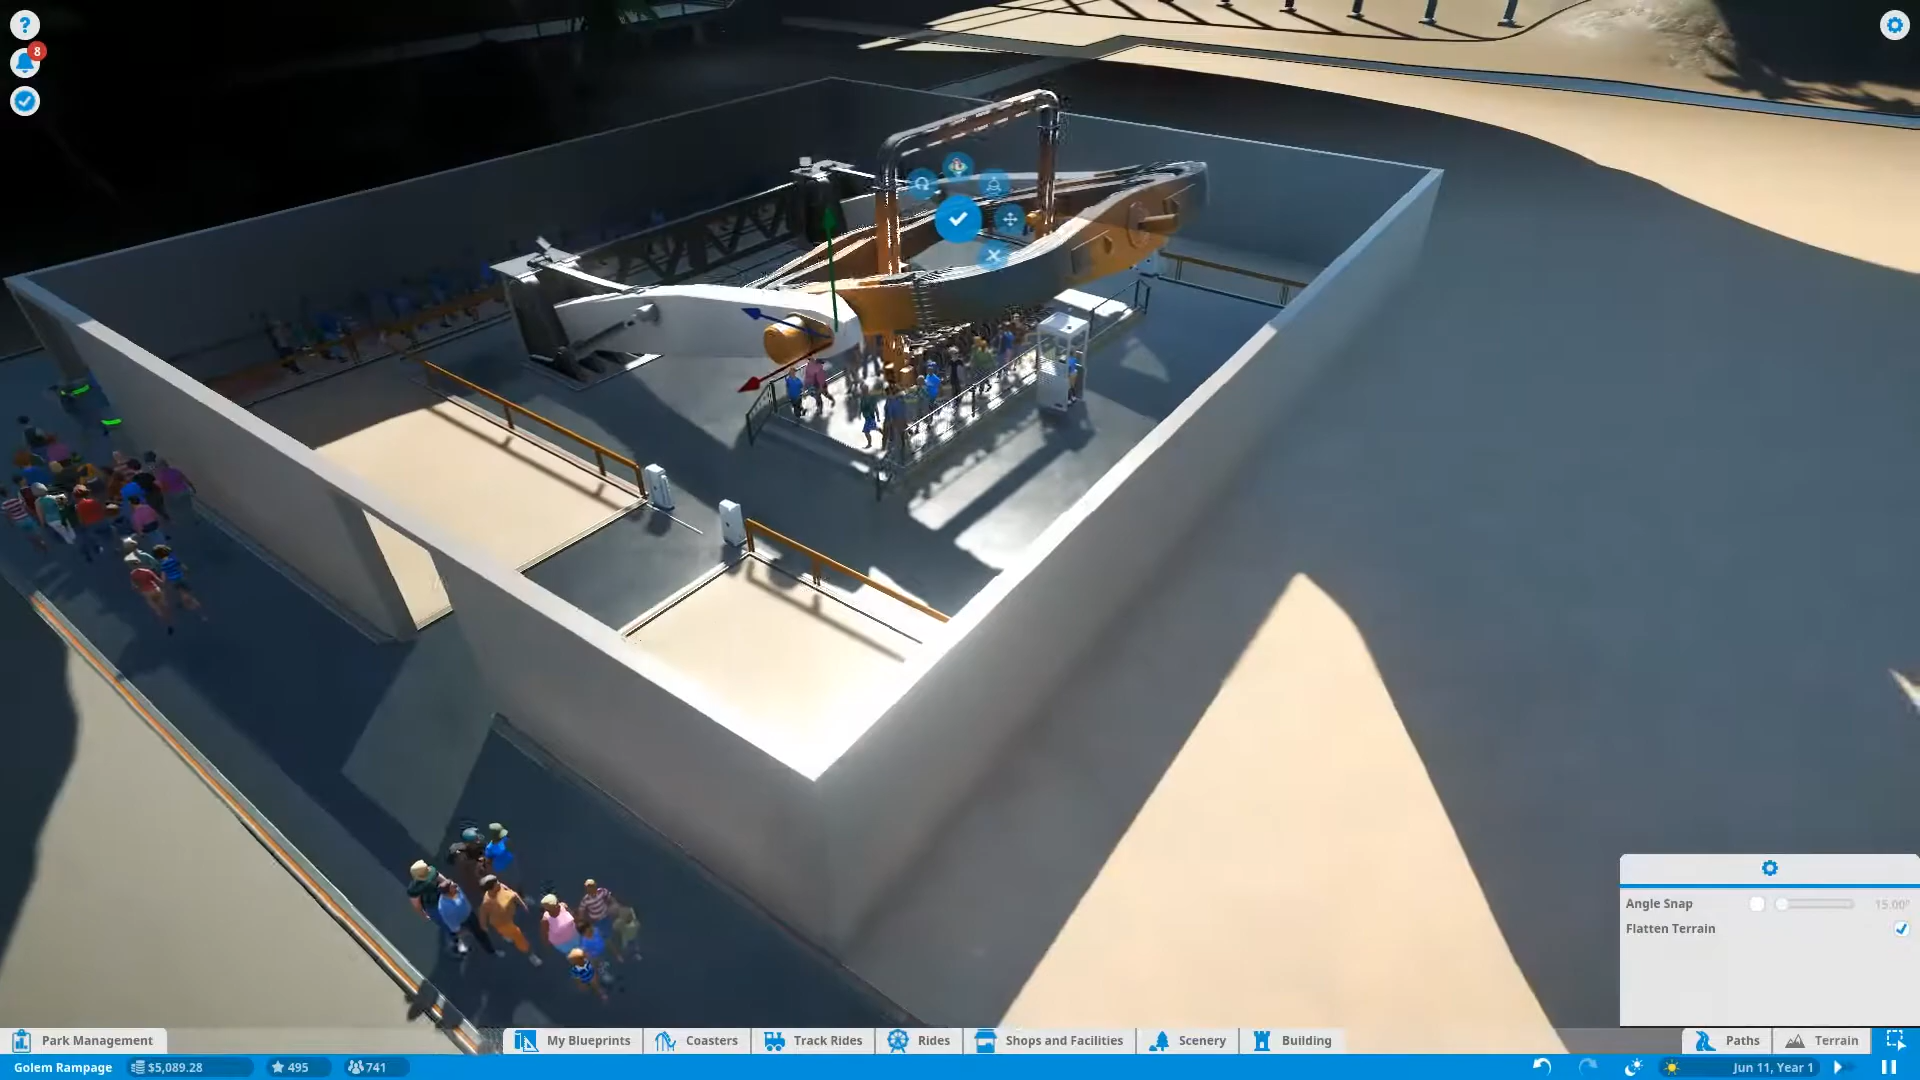 ?
8
Angle Snap 15.00°
Flatten Terrain
Park Management
My Blueprints
Coasters
Track Rides
Rides
Shops and Facilities
Scenery
Building
Paths
Terrain
Golem Rampage
$5,089.28
495
741
Jun 11, Year 1